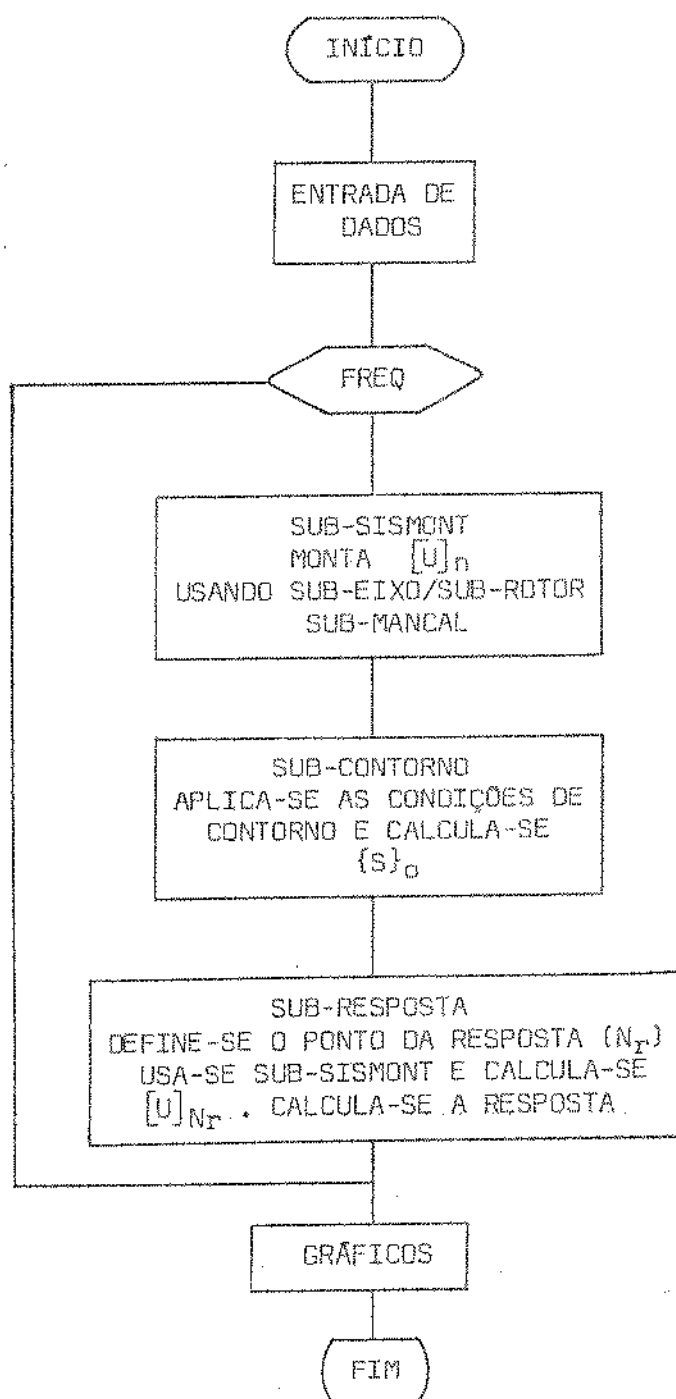 INÍCIO
ENTRADA DE
DADOS
FREQ
SUB-SISMONT
MONTA [U]n
USANDO SUB-EIXO/SUB-ROTOR
SUB-MANCAL
SUB-CONTORNO
APLICA-SE AS CONDIÇÕES DE
CONTORNO E CALCULA-SE
{S}o
SUB-RESPOSTA
DEFINE-SE O PONTO DA RESPOSTA (Nr)
USA-SE SUB-SISMONT E CALCULA-SE
[U]Nr . CALCULA-SE A RESPOSTA
GRÁFICOS
FIM